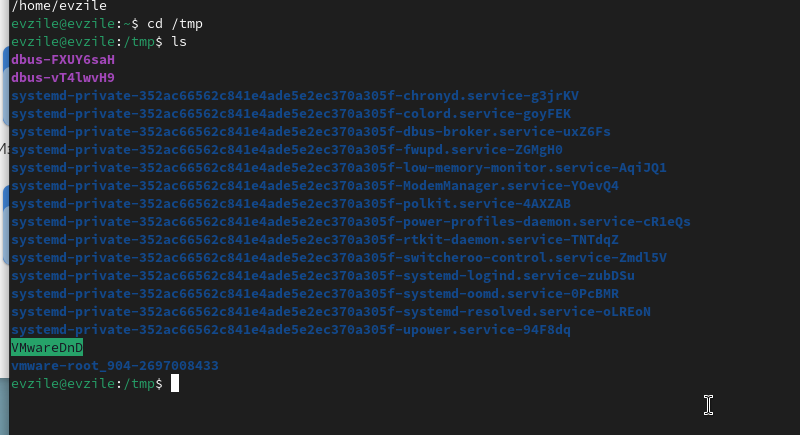 /home/evzile
evzile@evzile:~$ cd /tmp
evzile@evzile:/tmp$ ls
dbus-FXUY6saH
dbus-vT4lwvH9
systemd-private-352ac66562c841e4ade5e2ec370a305f-chronyd.service-g3jrKV
systemd-private-352ac66562c841e4ade5e2ec370a305f-colord.service-goyFEK
systemd-private-352ac66562c841e4ade5e2ec370a305f-dbus-broker.service-uxZ6Fs
systemd-private-352ac66562c841e4ade5e2ec370a305f-fwupd.service-ZGMgH0
systemd-private-352ac66562c841e4ade5e2ec370a305f-low-memory-monitor.service-AqiJQ1
systemd-private-352ac66562c841e4ade5e2ec370a305f-ModemManager.service-YOevQ4
systemd-private-352ac66562c841e4ade5e2ec370a305f-polkit.service-4AXZAB
systemd-private-352ac66562c841e4ade5e2ec370a305f-power-profiles-daemon.service-cR1eQs
systemd-private-352ac66562c841e4ade5e2ec370a305f-rtkit-daemon.service-TNTdqZ
systemd-private-352ac66562c841e4ade5e2ec370a305f-switcheroo-control.service-Zmdl5V
systemd-private-352ac66562c841e4ade5e2ec370a305f-systemd-logind.service-zubDSu
systemd-private-352ac66562c841e4ade5e2ec370a305f-systemd-oomd.service-0PcBMR
systemd-private-352ac66562c841e4ade5e2ec370a305f-systemd-resolved.service-oLREoN
systemd-private-352ac66562c841e4ade5e2ec370a305f-upower.service-94F8dq
VMwareDnD
vmware-root_904-2697008433
evzile@evzile:/tmp$